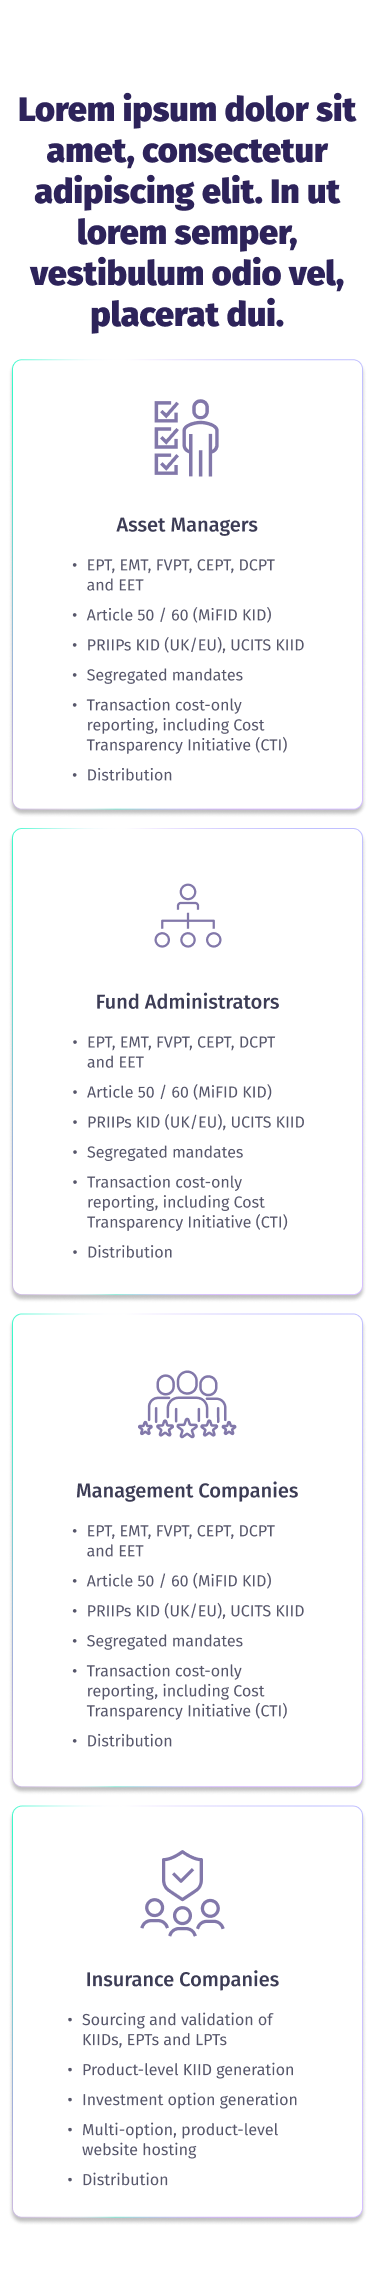 Lorem ipsum dolor sit
amet, consectetur
adipiscing elit. In ut
lorem semper,
vestibulum odio vel,
placerat dui.
Asset Managers
• EPT, EMT, FVPT, CEPT, DCPT
and EET
• Article 50 / 60 (MiFID KID)
• PRIIPs KID (UK/EU), UCITS KIID
• Segregated mandates
• Transaction cost-only
reporting, including Cost
Transparency Initiative (CTI)
• Distribution
Fund Administrators
• EPT, EMT, FVPT, CEPT, DCPT
and EET
• Article 50 / 60 (MiFID KID)
• PRIIPs KID (UK/EU), UCITS KIID
• Segregated mandates
• Transaction cost-only
reporting, including Cost
Transparency Initiative (CTI)
• Distribution
Management Companies
• EPT, EMT, FVPT, CEPT, DCPT
and EET
• Article 50 / 60 (MiFID KID)
• PRIIPs KID (UK/EU), UCITS KIID
• Segregated mandates
• Transaction cost-only
reporting, including Cost
Transparency Initiative (CTI)
• Distribution
Insurance Companies
• Sourcing and validation of
KIIDs, EPTs and LPTs
• Product-level KIID generation
• Investment option generation
• Multi-option, product-level
website hosting
• Distribution